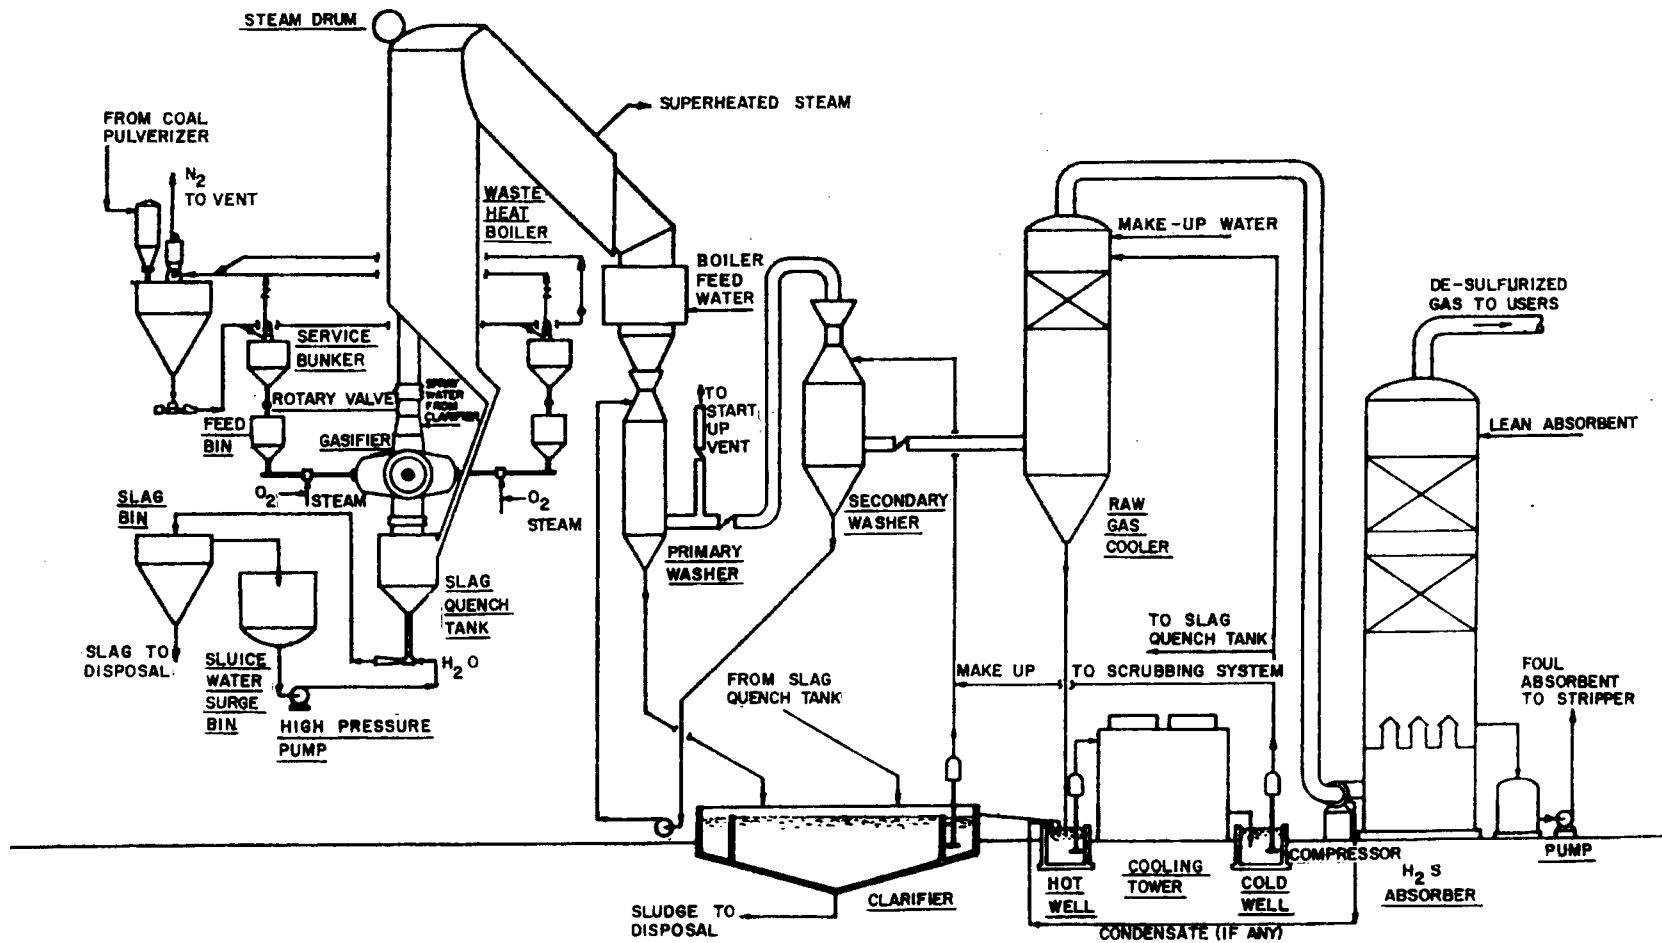 STEAM DRUM
SUPERHEATED STEAM
FROM COAL
PULVERIZER
N2
TO VENT
WASTE
HEAT
BOILER
BOILER
FEED
WATER
MAKE-UP WATER
DE-SULFURIZED
GAS TO USERS
SERVICE
BUNKER
ROTARY VALVE
SPRAY
WATER
FROM
CLARIFIER
FEED
BIN
GASIFIER
TO
START
UP
VENT
LEAN ABSORBENT
O2
STEAM
O2
STEAM
SLAG
BIN
SECONDARY
WASHER
RAW
GAS
COOLER
PRIMARY
WASHER
SLAG
QUENCH
TANK
SLAG TO
DISPOSAL
SLUICE
WATER
SURGE
BIN
H2O
HIGH PRESSURE
PUMP
FROM SLAG
QUENCH TANK
TO SLAG
QUENCH TANK
MAKE UP TO SCRUBBING SYSTEM
FOUL
ABSORBENT
TO STRIPPER
CLARIFIER
SLUDGE TO
DISPOSAL
HOT
WELL
COOLING
TOWER
COLD
WELL
COMPRESSOR
H2S
ABSORBER
PUMP
CONDENSATE (IF ANY)